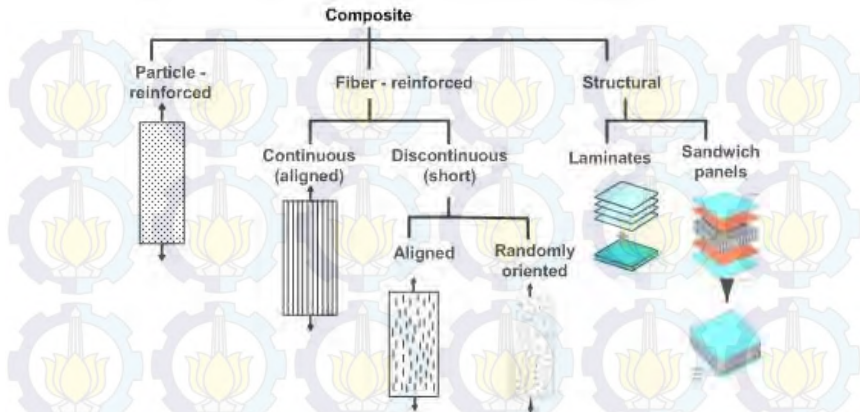 Composite
Particle -
reinforced
Fiber - reinforced
Structural
Continuous
(aligned)
Discontinuous
(short)
Laminates
Sandwich
panels
Aligned
Randomly
oriented